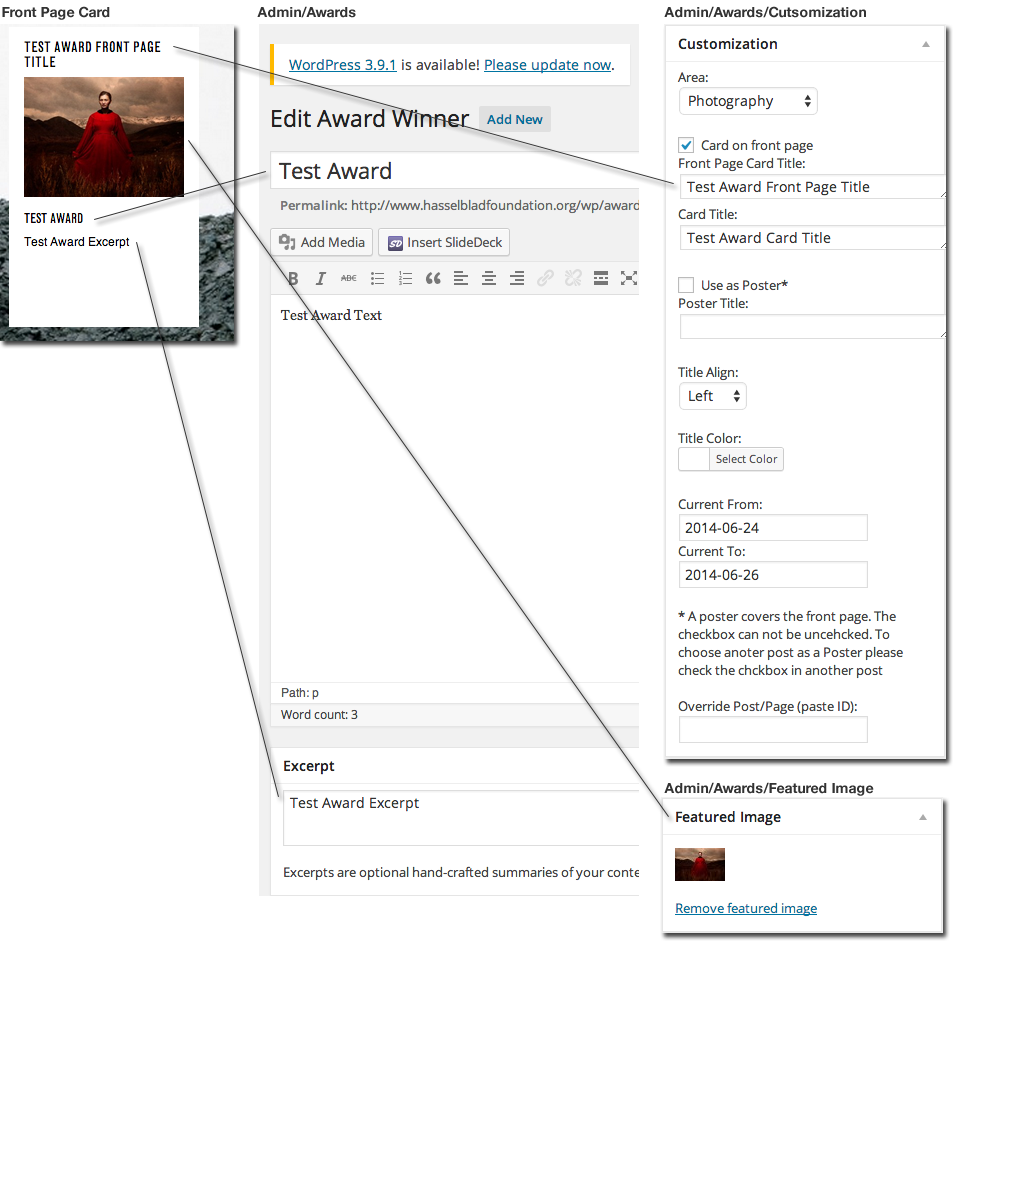 Front Page Card
TEST AWARD FRONT PAGE
TITLE
TEST AWARD
Test Award Excerpt
Admin/Awards
WordPress 3.9.1 is available! Please update now.
Edit Award Winner Add New
Test Award
Permalink: http://www.hasselbladfoundation.org/wp/award
Add Media SD Insert SlideDeck
B I ABC
Test Award Text
Path: p
Word count: 3
Excerpt
Test Award Excerpt
Excerpts are optional hand-crafted summaries of your conte
Admin/Awards/Cutsomization
Customization
Area:
Photography
Card on front page
Front Page Card Title:
Test Award Front Page Title
Card Title:
Test Award Card Title
Use as Poster*
Poster Title:
Title Align:
Left
Title Color:
Select Color
Current From:
2014-06-24
Current To:
2014-06-26
* A poster covers the front page. The
checkbox can not be uncehcked. To
choose anoter post as a Poster please
check the chckbox in another post
Override Post/Page (paste ID):
Admin/Awards/Featured Image
Featured Image
Remove featured image